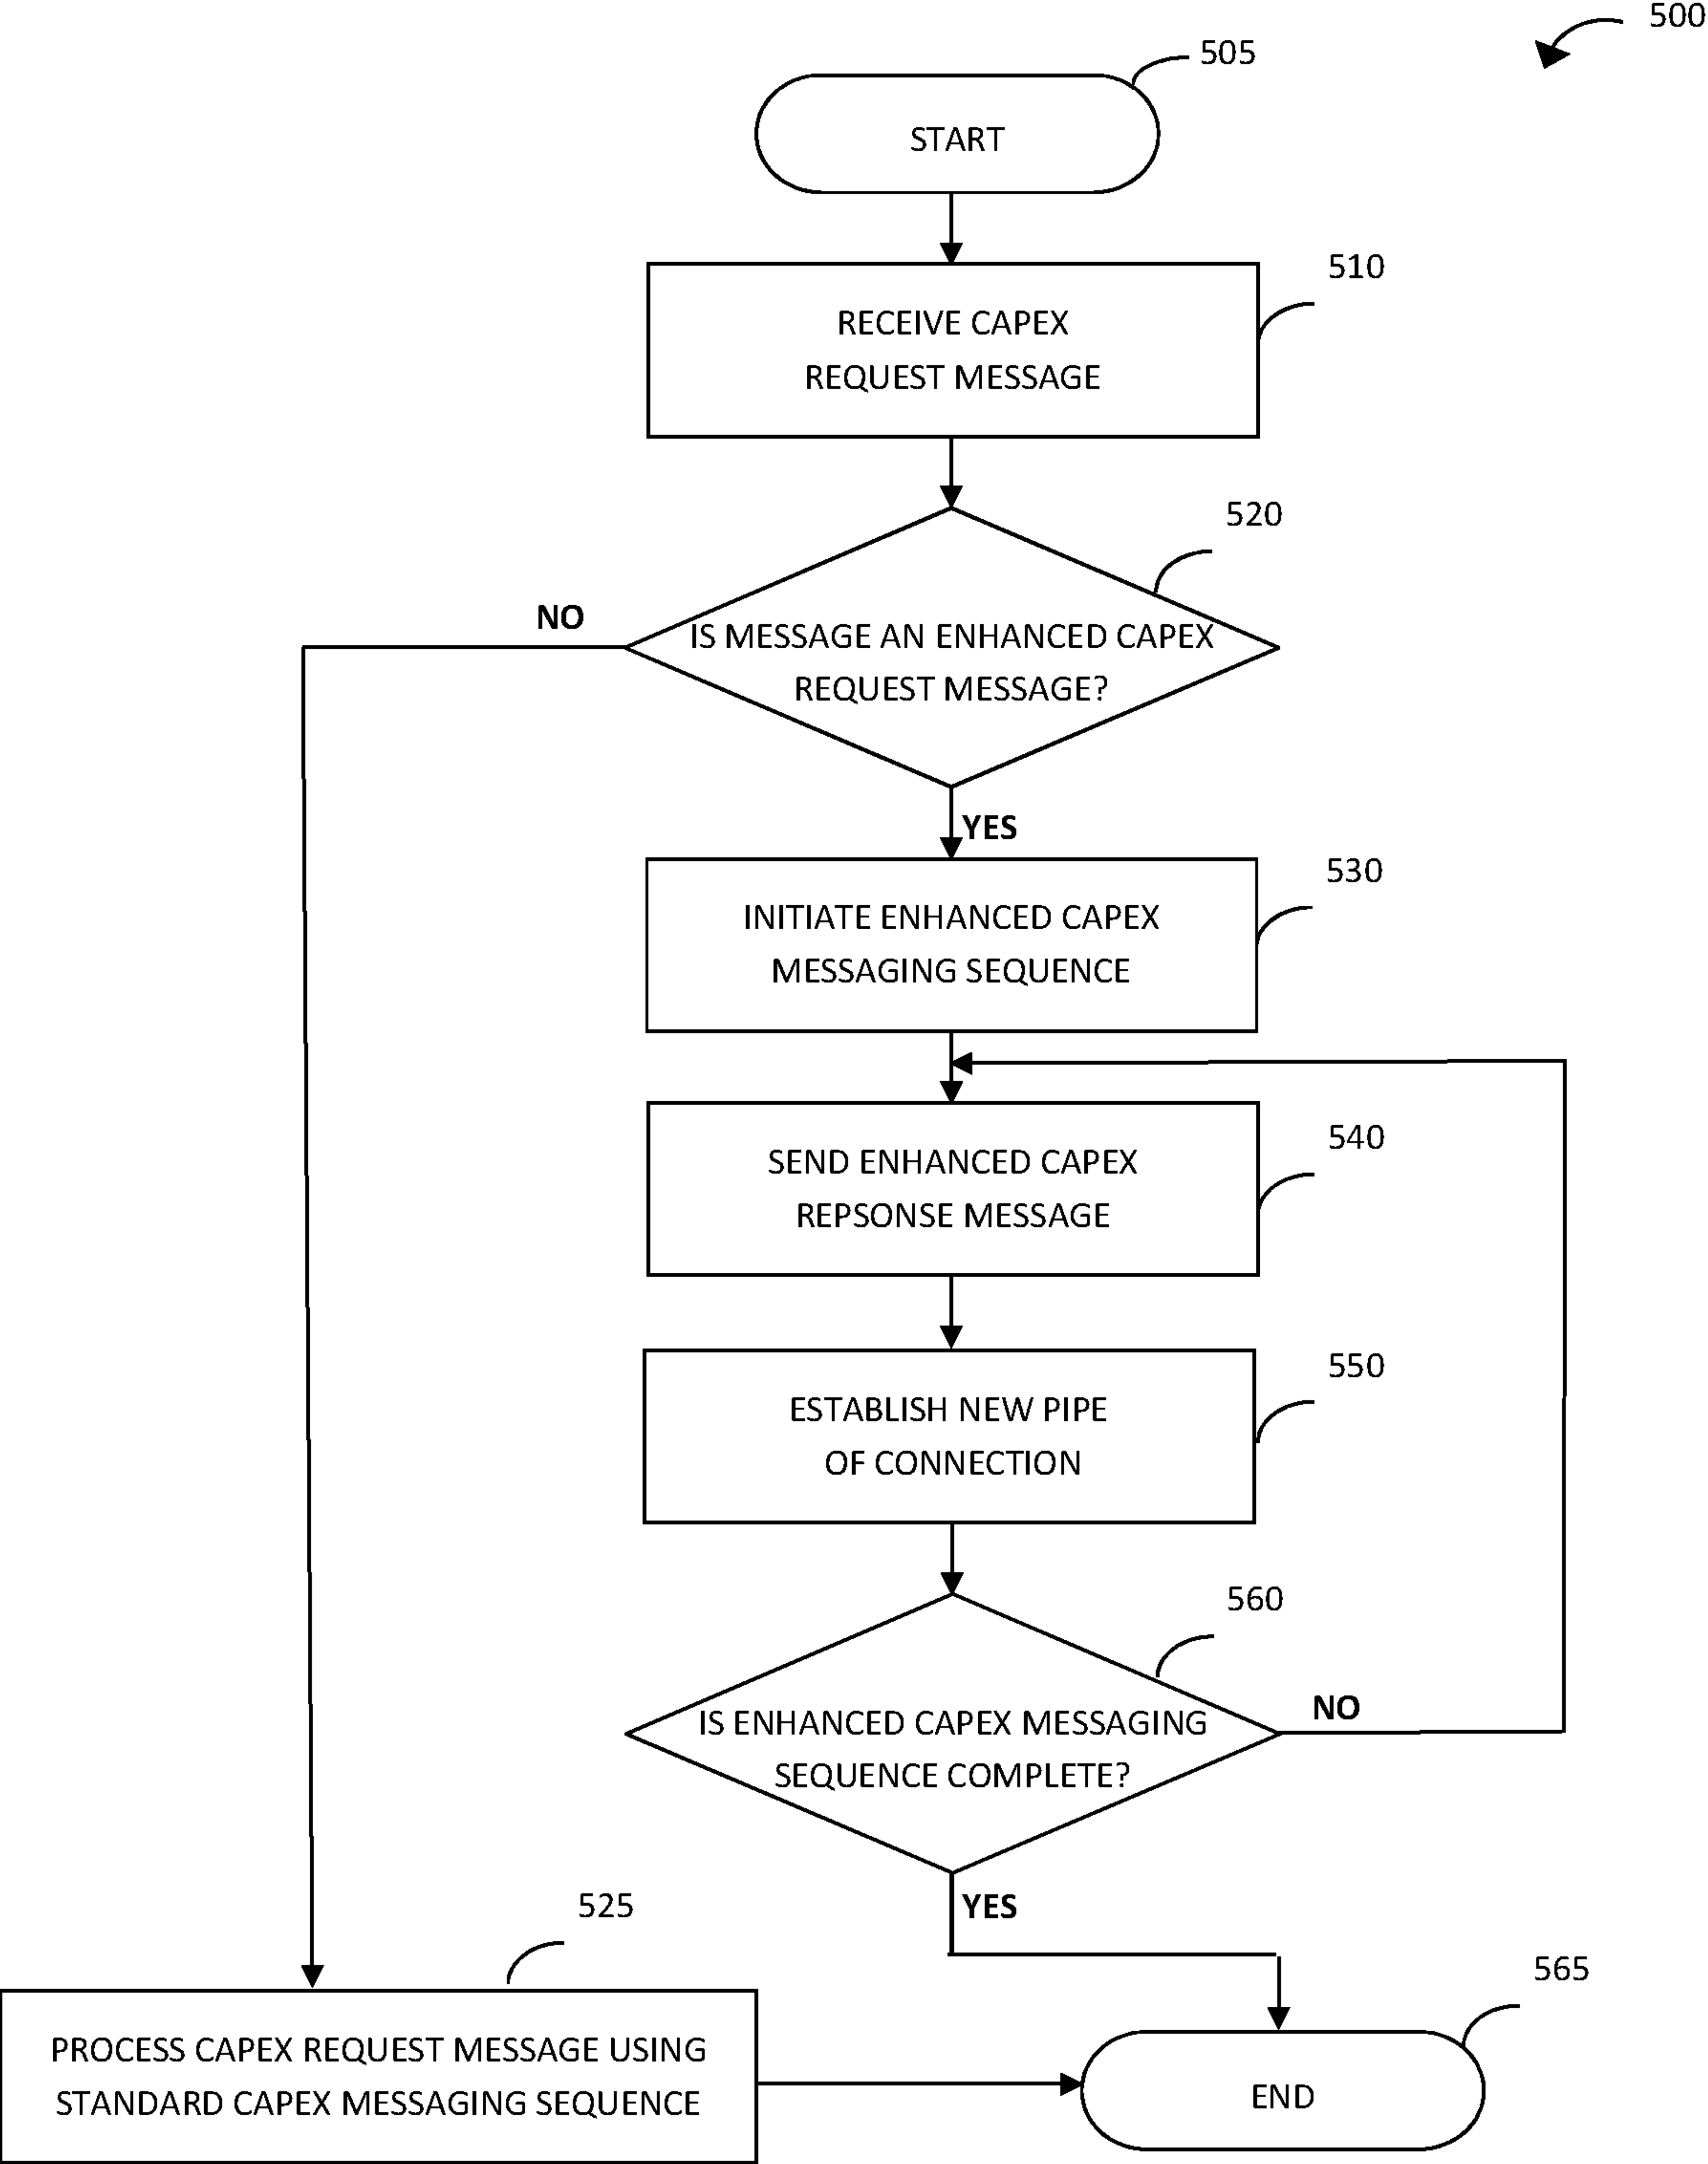 500
505
START
510
RECEIVE CAPEX
REQUEST MESSAGE
520
NO
IS MESSAGE AN ENHANCED CAPEX
REQUEST MESSAGE?
YES
530
INITIATE ENHANCED CAPEX
MESSAGING SEQUENCE
540
SEND ENHANCED CAPEX
REPSONSE MESSAGE
550
ESTABLISH NEW PIPE
OF CONNECTION
560
NO
IS ENHANCED CAPEX MESSAGING
SEQUENCE COMPLETE?
YES
525
565
PROCESS CAPEX REQUEST MESSAGE USING
STANDARD CAPEX MESSAGING SEQUENCE
END